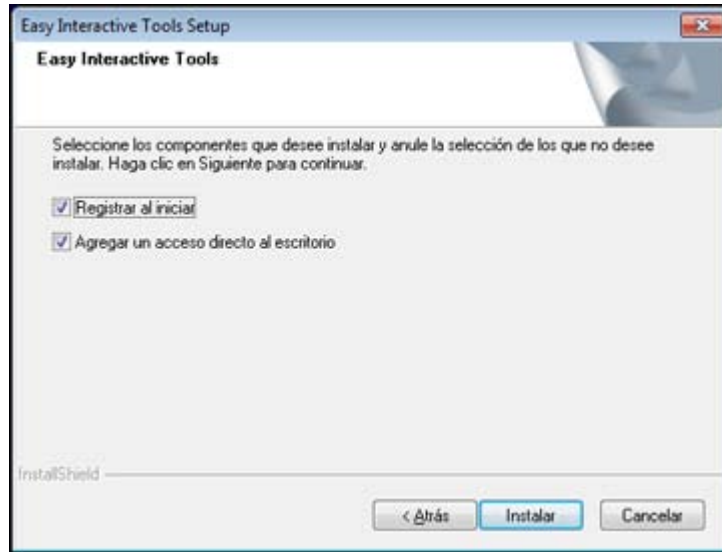 Easy Interactive Tools Setup
Easy Interactive Tools
Seleccione los componentes que desee instalar y anule la selección de los que no desee
instalar. Haga clic en Siguiente para continuar.
Registrar al iniciar
Agregar un acceso directo al escritorio
InstallShield
< Atrás
Instalar
Cancelar